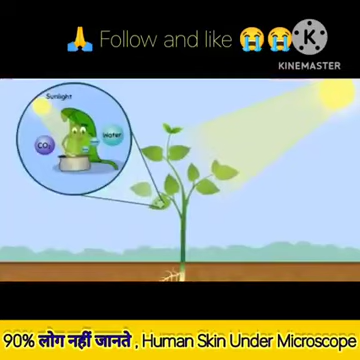 🙏 Follow and like 😭😭
KINEMASTER
Sunlight
Water
CO₂
90% लोग नहीं जानते , Human Skin Under Microscope